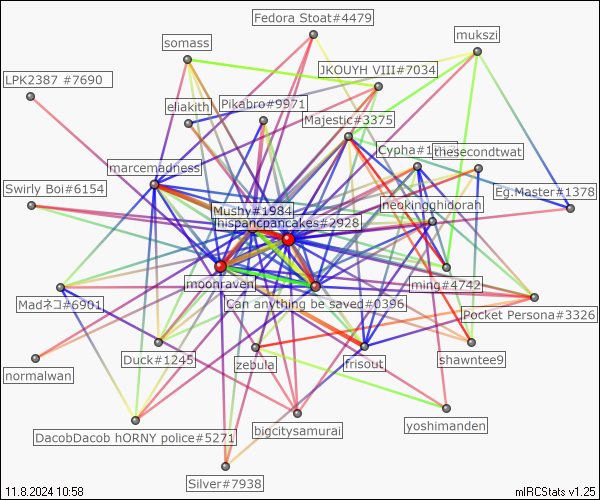 Fedora Stoat#4479
mukszi
somass
JKOUYH VIII#7034
LPK2387 #7690
Pikabro#9971
eliakith
Majestic#3375
Cypha#1
thesecondtwat
marcemadness
Swirly Boi#6154
Eg.Master#1378
Mushy#1984
neokingghidorah
hispancpancakes#2928
moonraven
ming#4742
Madネコ#6901
Can anything be saved#0396
Pocket Persona#3326
Duck#1245
zebula
frisout
shawntee9
normalwan
yoshimanden
bigcitysamurai
DacobDacob hORNY police#5271
Silver#7938
11.8.2024 10:58
mIRCStats v1.25